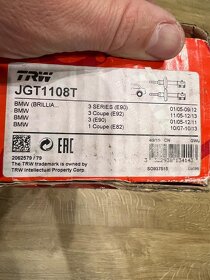 TRW
JGT1108T
BMW (BRILLIA... 3 SERIES (E90) 01/05-09/12
BMW 3 Coupe (E92) 11/05-12/13
BMW 3 (E90) 01/05-12/11
BMW 1 Coupe (E82) 10/07-10/13
2062579 / 79
The TRW trademark is owned by
TRW Intellectual Property Corp